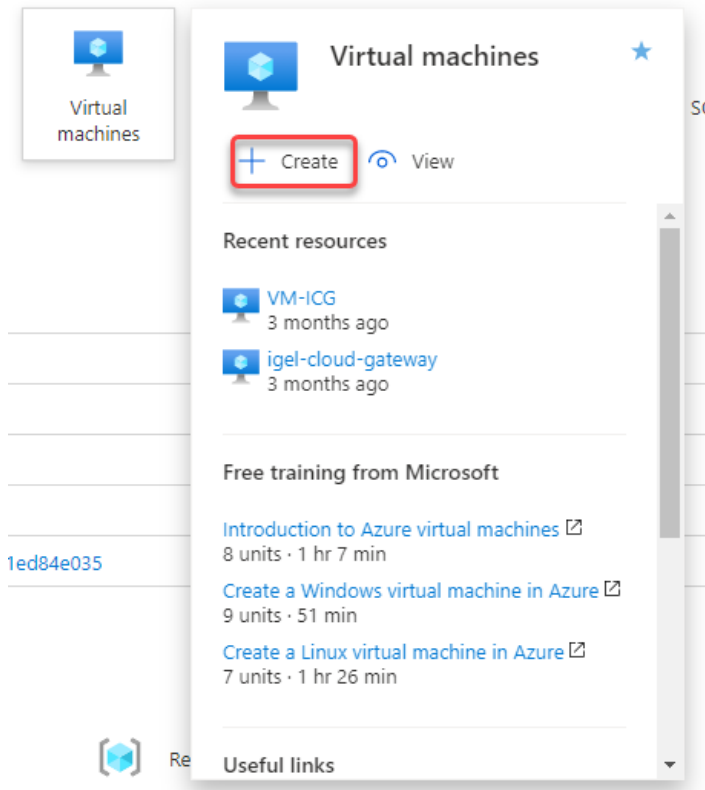 Virtual
machines
Virtual machines
Create
View
Recent resources
VM-ICG
3 months ago
igel-cloud-gateway
3 months ago
Free training from Microsoft
Introduction to Azure virtual machines
8 units · 1 hr 7 min
Create a Windows virtual machine in Azure
9 units · 51 min
Create a Linux virtual machine in Azure
7 units · 1 hr 26 min
1ed84e035
Re
Useful links